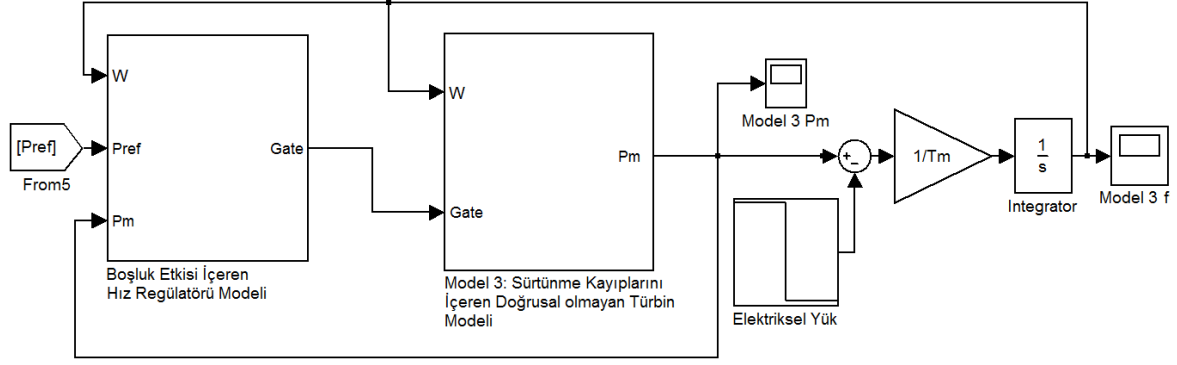 W
Pref
Pm
Gate
[Pref]
From5
Boşluk Etkisi İçeren
Hız Regülatörü Modeli
W
Gate
Pm
Model 3: Sürtünme Kayıplarını
İçeren Doğrusal olmayan Türbin
Modeli
Model 3 Pm
Elektriksel Yük
1/Tm
1
s
Integrator
Model 3 f